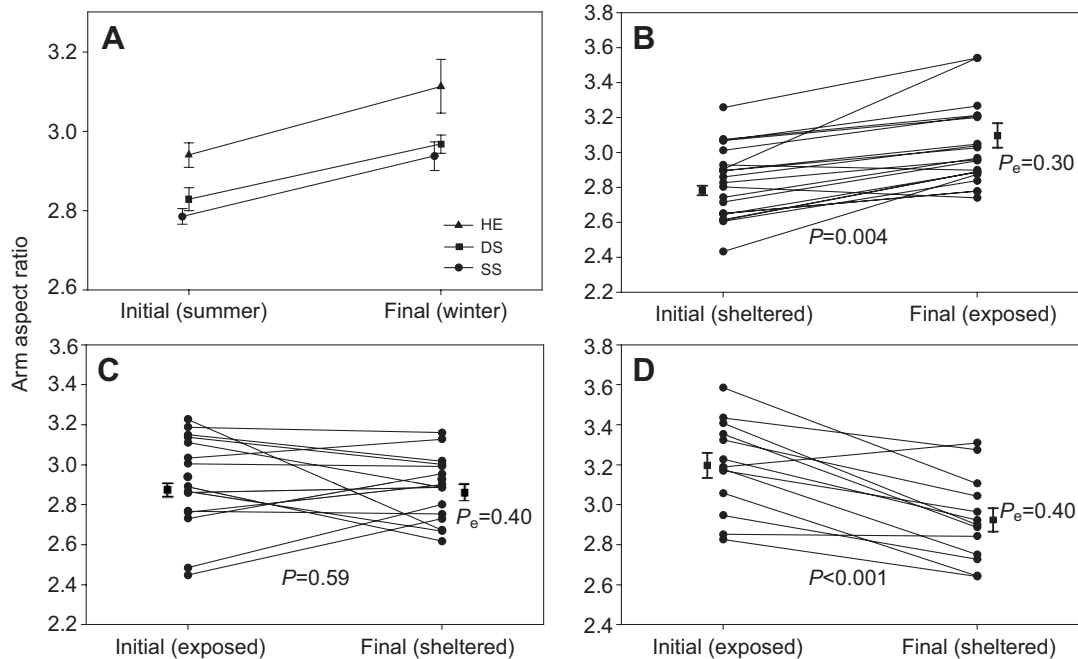 Arm aspect ratio
A
3.2
3.0
2.8
2.6
HE
DS
SS
Initial (summer) Final (winter)
B
3.8
3.6
3.4
3.2
3.0
2.8
2.6
2.4
2.2
Pe=0.30
P=0.004
Initial (sheltered) Final (exposed)
C
3.6
3.4
3.2
3.0
2.8
2.6
2.4
2.2
Pe=0.40
P=0.59
Initial (exposed) Final (sheltered)
D
3.8
3.6
3.4
3.2
3.0
2.8
2.6
2.4
Pe=0.40
P<0.001
Initial (exposed) Final (sheltered)